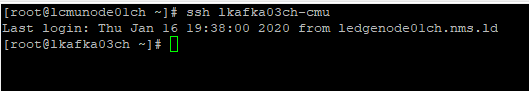 [root@lcmunode01ch ~]# ssh lkafka03ch-cmu
Last login: Thu Jan 16 19:38:00 2020 from ledgenode01ch.nms.ld
[root@lkafka03ch ~]#